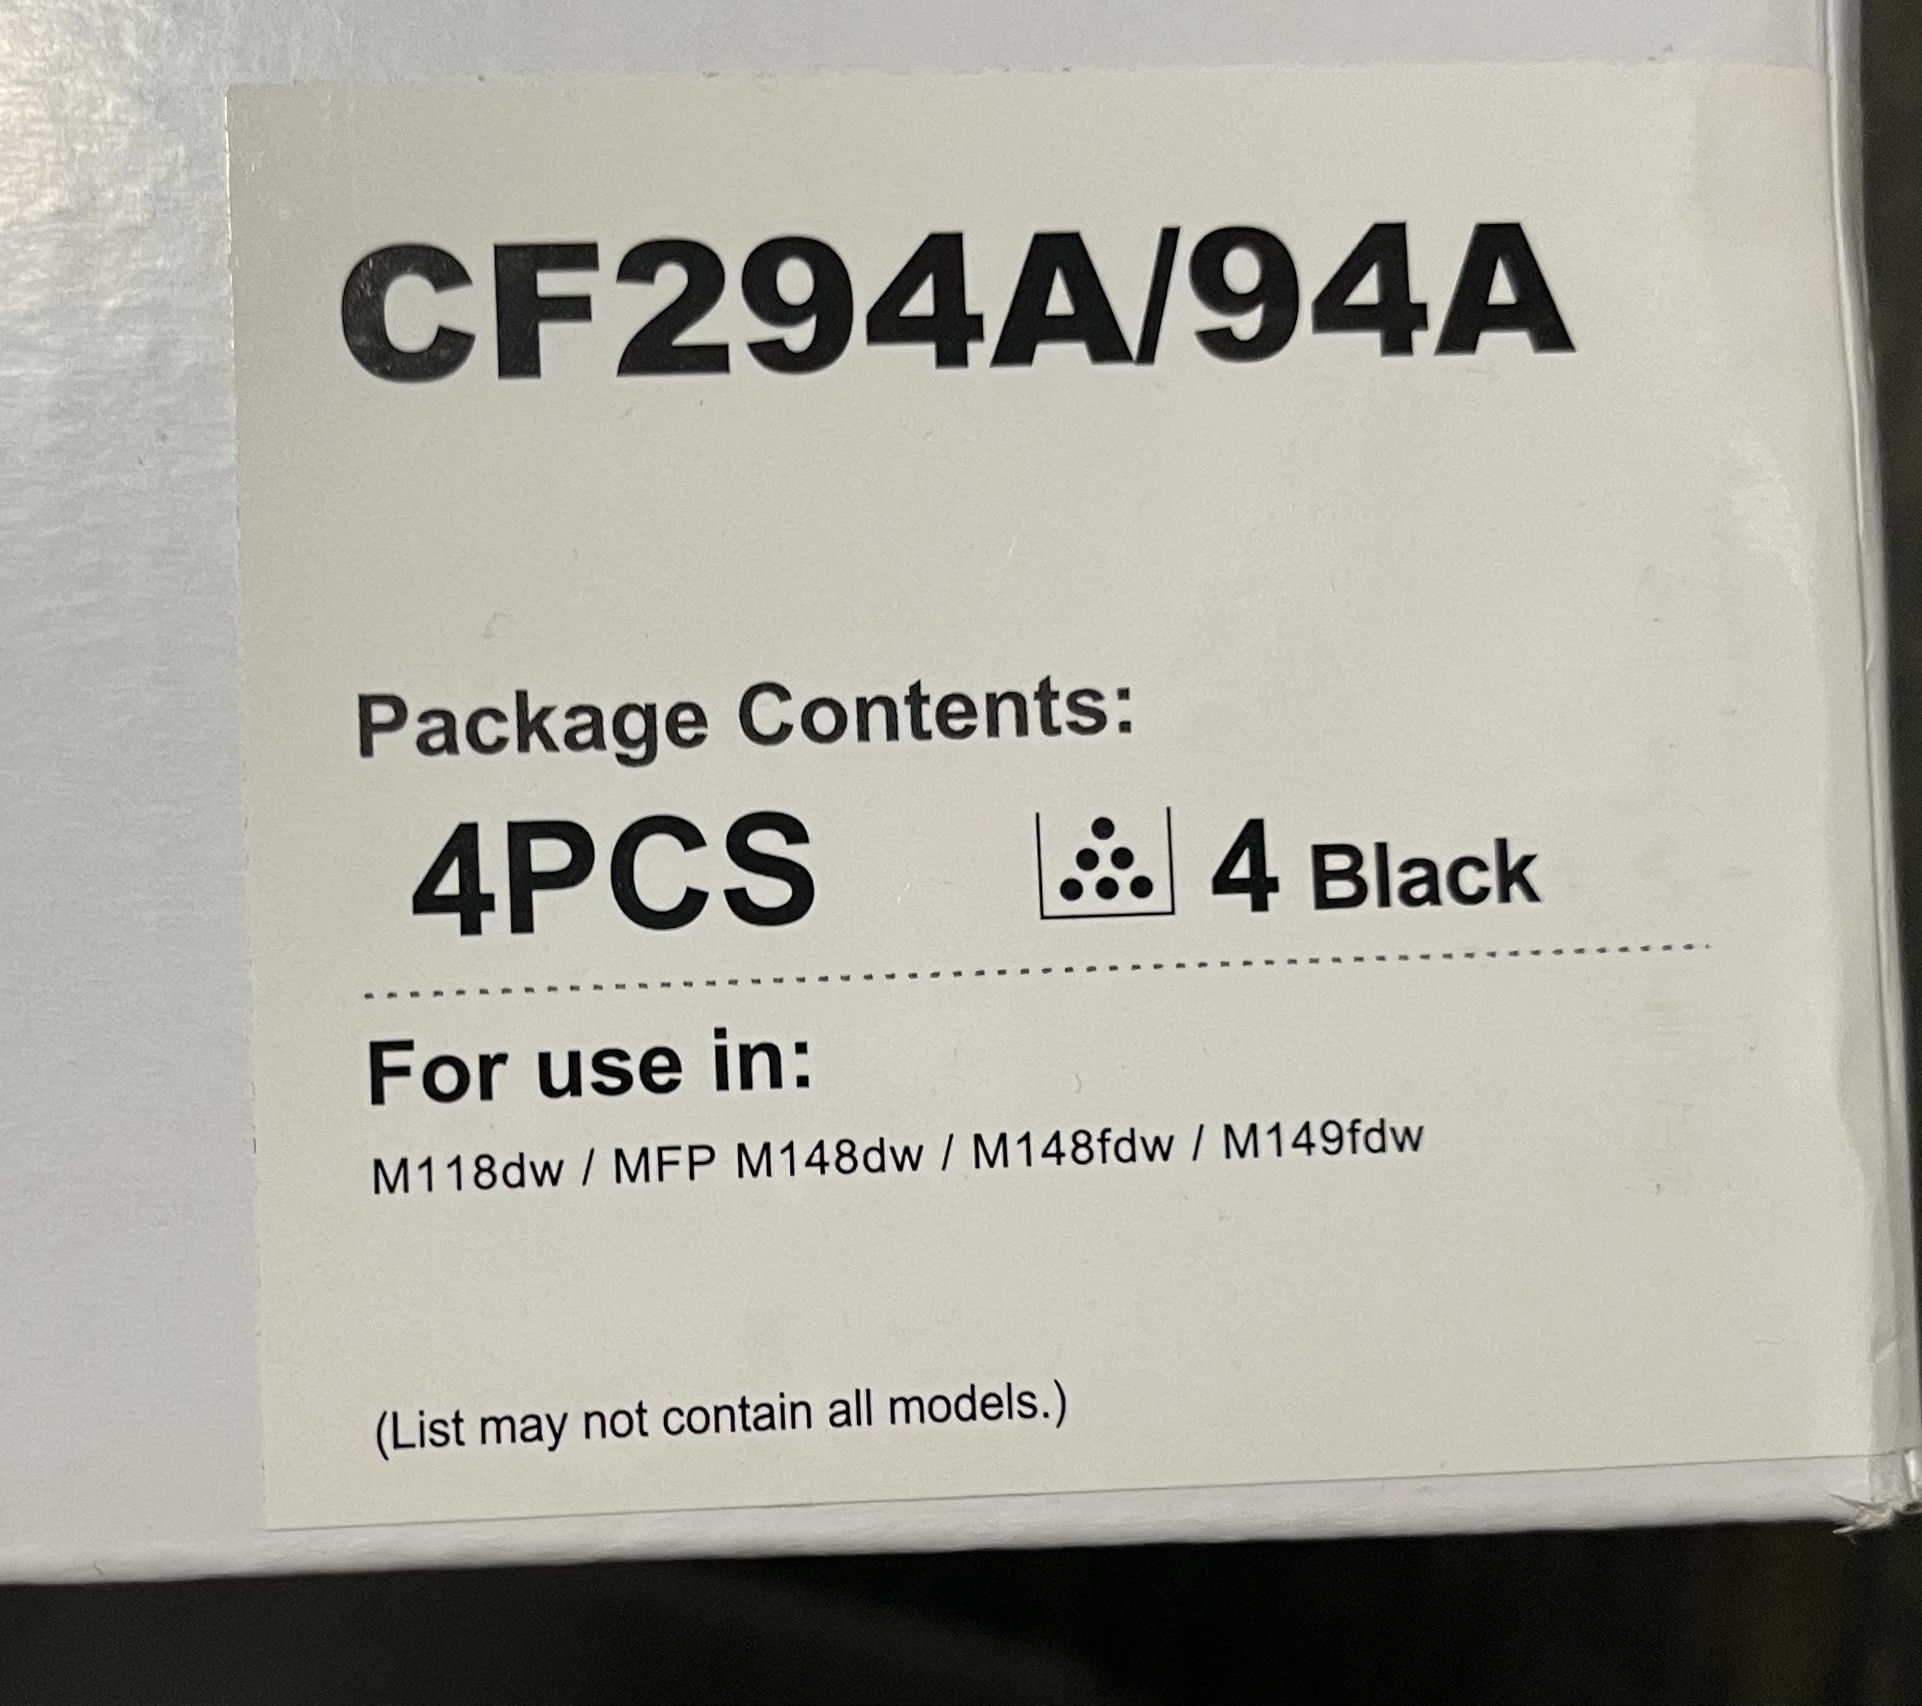 CF294A/94A
Package Contents:
4PCS 4 Black
For use in:
M118dw / MFP M148dw / M148fdw / M149fdw
(List may not contain all models.)